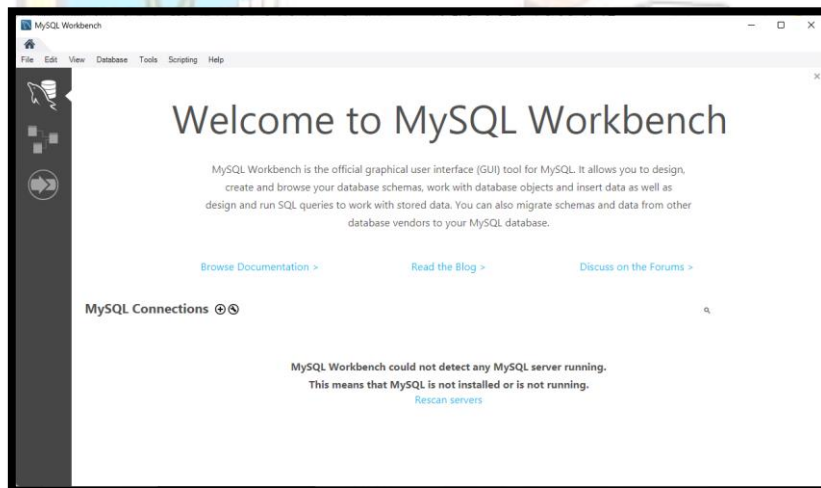 MySQL Workbench
File Edit View Database Tools Scripting Help
Welcome to MySQL Workbench
MySQL Workbench is the official graphical user interface (GUI) tool for MySQL. It allows you to design,
create and browse your database schemas, work with database objects and insert data as well as
design and run SQL queries to work with stored data. You can also migrate schemas and data from other
database vendors to your MySQL database.
Browse Documentation > Read the Blog > Discuss on the Forums >
MySQL Connections
MySQL Workbench could not detect any MySQL server running.
This means that MySQL is not installed or is not running.
Rescan servers